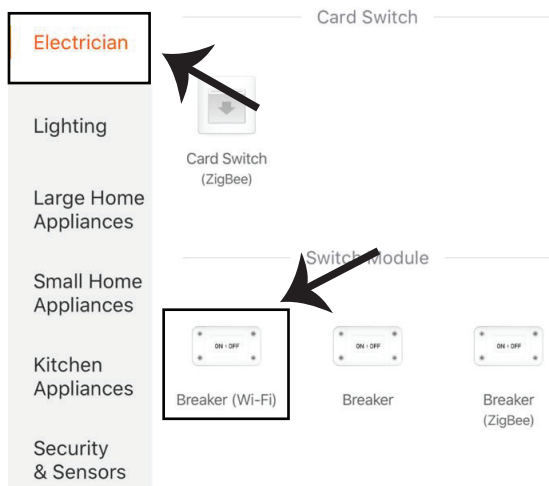 Electrician
Lighting
Large Home
Appliances
Small Home
Appliances
Kitchen
Appliances
Security
& Sensors
Card Switch
Card Switch
(ZigBee)
Switch Module
ON OFF
Breaker (Wi-Fi)
ON OFF
Breaker
ON OFF
Breaker
(ZigBee)